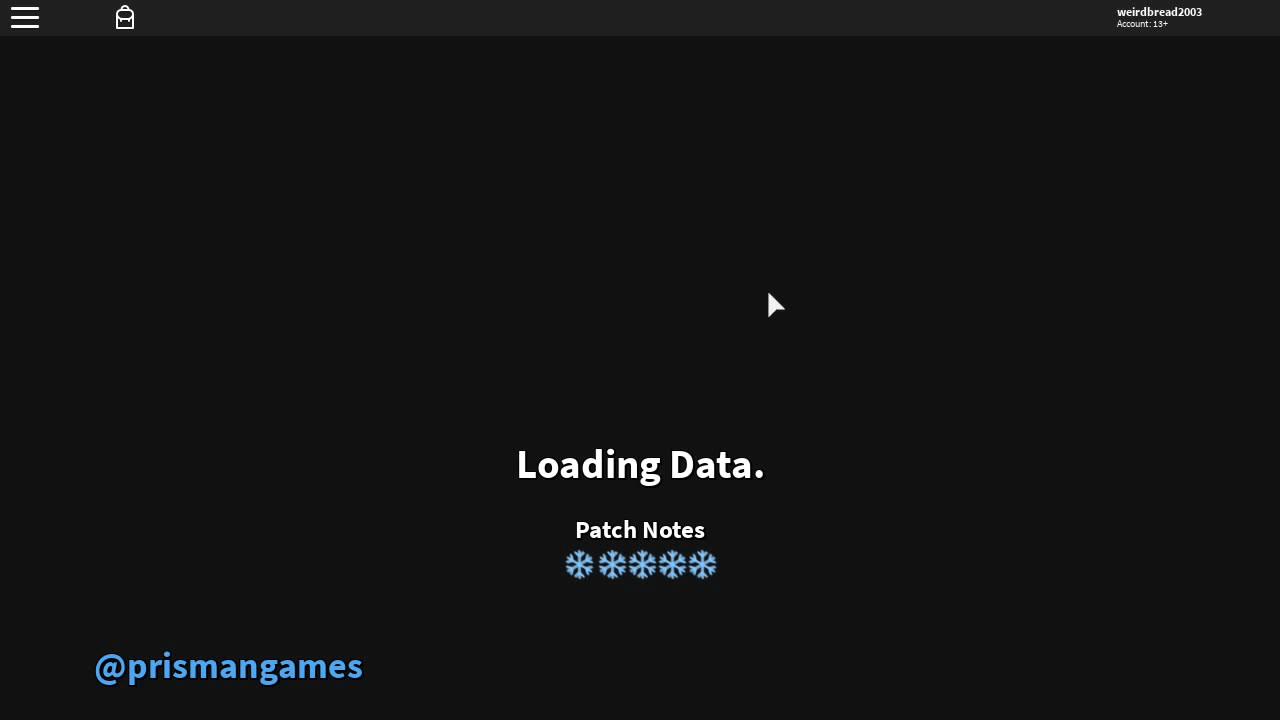 weirdbread2003
Account: 13+
Loading Data.
Patch Notes
❄❄❄❄❄
@prismangames